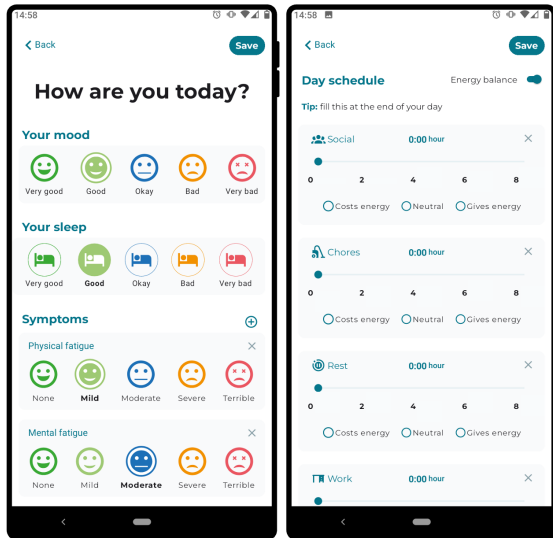 14:58
Back
Save
How are you today?
Your mood
Very good Good Okay Bad Very bad
Your sleep
Very good Good Okay Bad Very bad
Symptoms
Physical fatigue
None Mild Moderate Severe Terrible
Mental fatigue
None Mild Moderate Severe Terrible
14:58
Back
Save
Day schedule Energy balance
Tip: fill this at the end of your day
Social 0:00 hour
0 2 4 6 8
Costs energy Neutral Gives energy
Chores 0:00 hour
0 2 4 6 8
Costs energy Neutral Gives energy
Rest 0:00 hour
0 2 4 6 8
Costs energy Neutral Gives energy
Work 0:00 hour